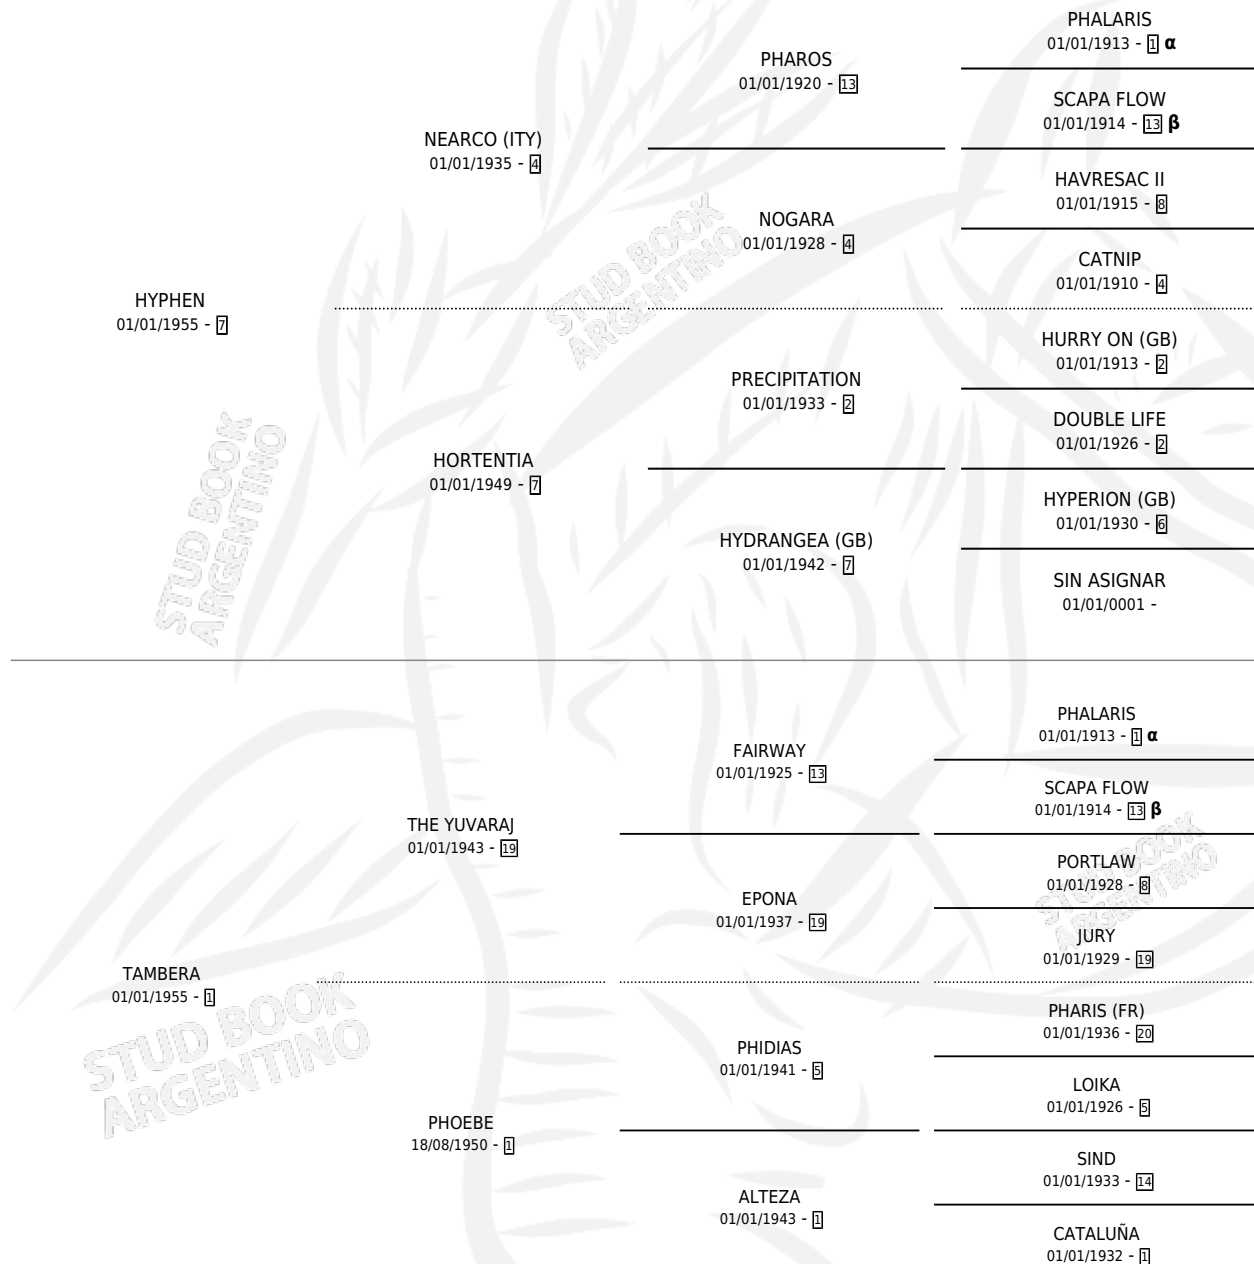 PHALARIS
01/01/1913 - 1 α
PHAROS
01/01/1920 - 13
SCAPA FLOW
01/01/1914 - 13 β
NEARCO (ITY)
01/01/1935 - 4
HAVRESAC II
01/01/1915 - 8
NOGARA
01/01/1928 - 4
CATNIP
01/01/1910 - 4
HYPHEN
01/01/1955 - 7
HURRY ON (GB)
01/01/1913 - 2
PRECIPITATION
01/01/1933 - 2
DOUBLE LIFE
01/01/1926 - 2
HORTENTIA
01/01/1949 - 7
HYPERION (GB)
01/01/1930 - 6
HYDRANGEA (GB)
01/01/1942 - 7
SIN ASIGNAR
01/01/0001 -
PHALARIS
01/01/1913 - 1 α
FAIRWAY
01/01/1925 - 13
SCAPA FLOW
01/01/1914 - 13 β
THE YUVARAJ
01/01/1943 - 19
PORTLAW
01/01/1928 - 8
EPONA
01/01/1937 - 19
JURY
01/01/1929 - 19
TAMBERA
01/01/1955 - 1
PHARIS (FR)
01/01/1936 - 20
PHIDIAS
01/01/1941 - 5
LOIKA
01/01/1926 - 5
PHOEBE
18/08/1950 - 1
SIND
01/01/1933 - 14
ALTEZA
01/01/1943 - 1
CATALUÑA
01/01/1932 - 1
STUD BOOK
ARGENTINO
STUD BOOK
ARGENTINO
STUD BOOK
ARGENTINO
STUD BOOK
ARGENTINO